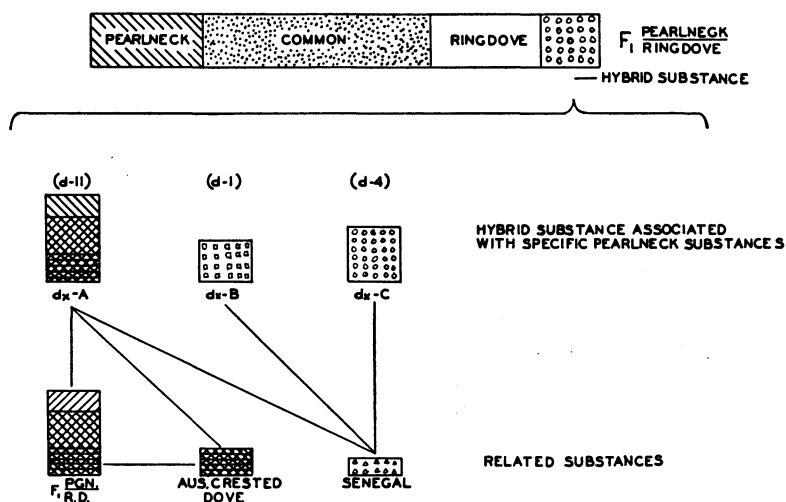 PEARLNECK COMMON RINGDOVE F₁ PEARLNECK
RINGDOVE
HYBRID SUBSTANCE
(d-11) (d-1) (d-4)
HYBRID SUBSTANCE ASSOCIATED
WITH SPECIFIC PEARLNECK SUBSTANCES
dx-A dx-B dx-C
RELATED SUBSTANCES
F₁ PGN.
R.D.
AUS. CRESTED
DOVE
SENEGAL